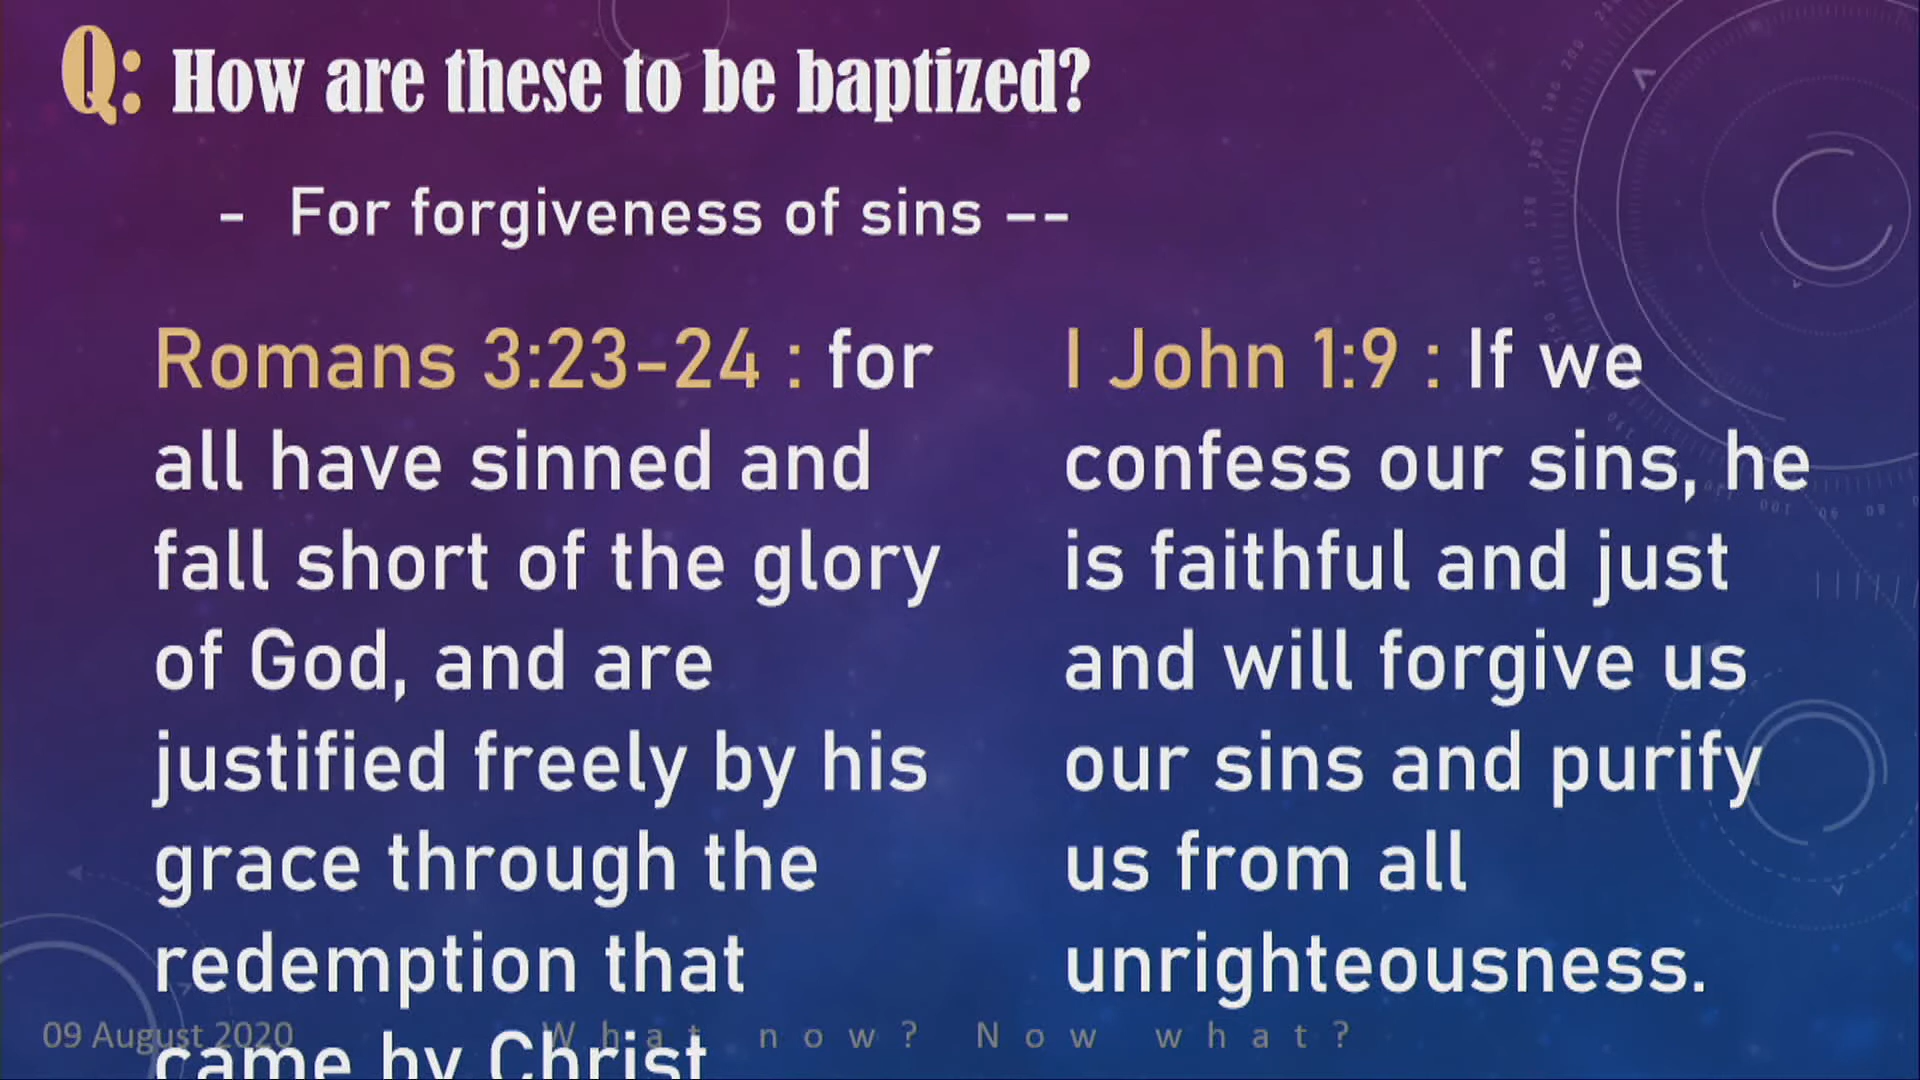 Q: How are these to be baptized?
- For forgiveness of sins --
Romans 3:23-24 : for
all have sinned and
fall short of the glory
of God, and are
justified freely by his
grace through the
redemption that
came by Christ
I John 1:9 : If we
confess our sins, he
is faithful and just
and will forgive us
our sins and purify
us from all
unrighteousness.
09 August 2020
What now? Now what?